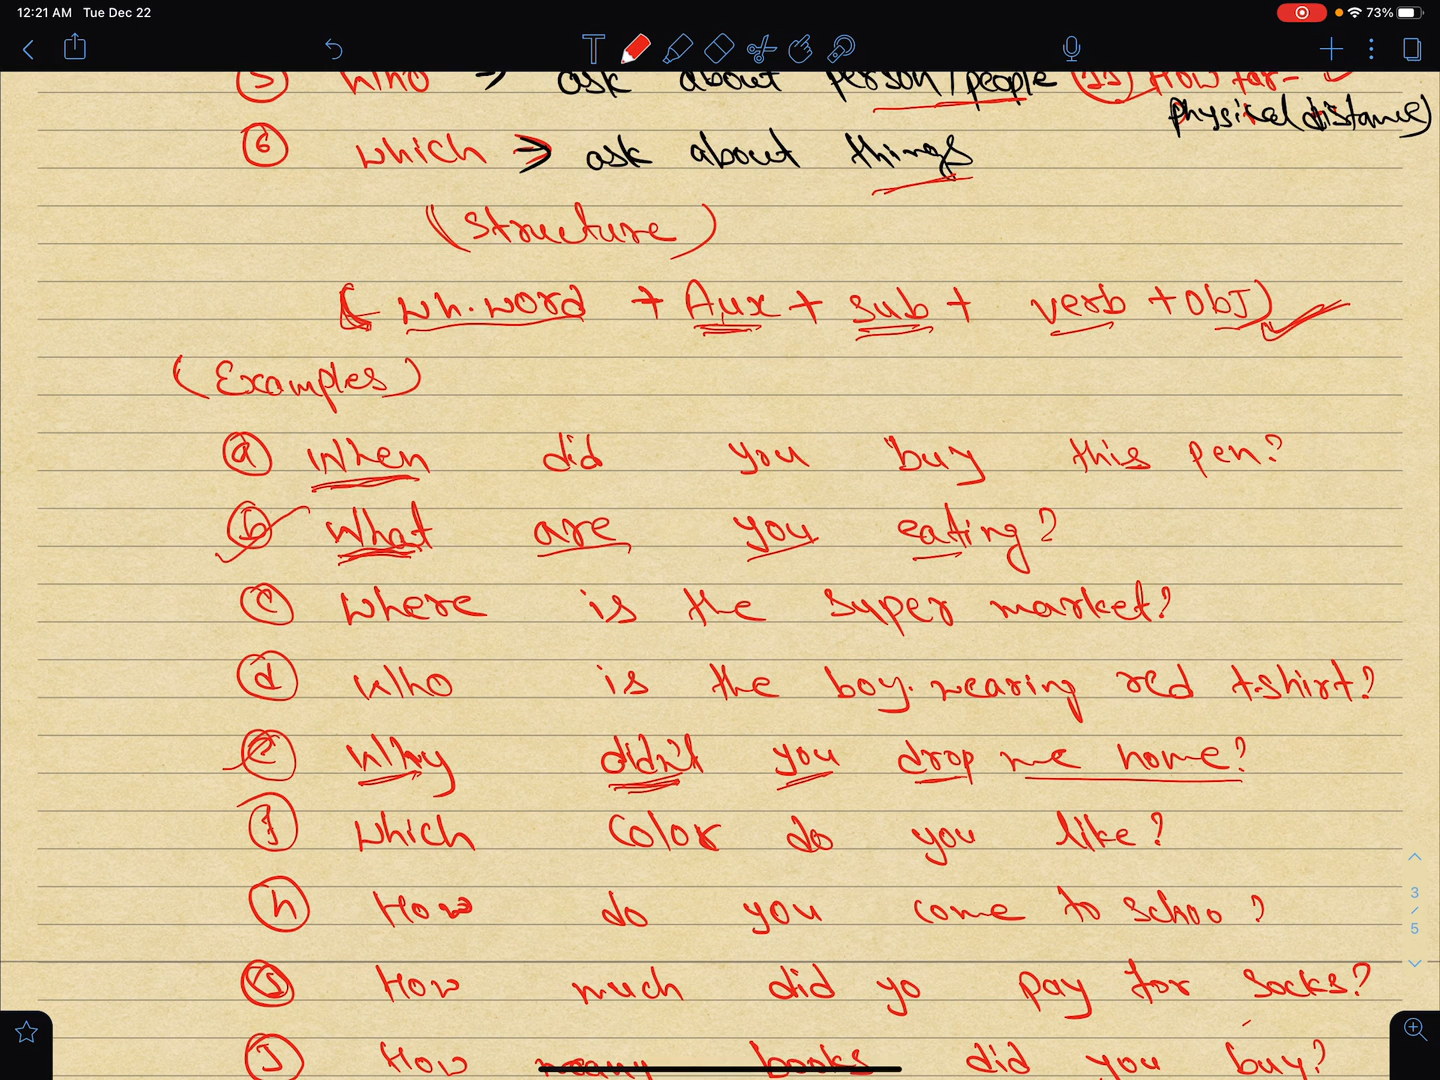 12:21 AM Tue Dec 22 73%
5 who → ask about person/people (11) How far -
physical (distance)
6 which ⇒ ask about things
(structure)
( wh.word + Aux + sub + verb + obJ)
(Examples)
a When did you buy this pen?
b What are you eating?
c where is the super market?
d who is the boy. wearing red t-shirt?
e Why didn't you drop me home?
f which color do you like?
h How do you come to schoo?
How much did yo pay for socks?
J How many books did you buy?
3
/
5